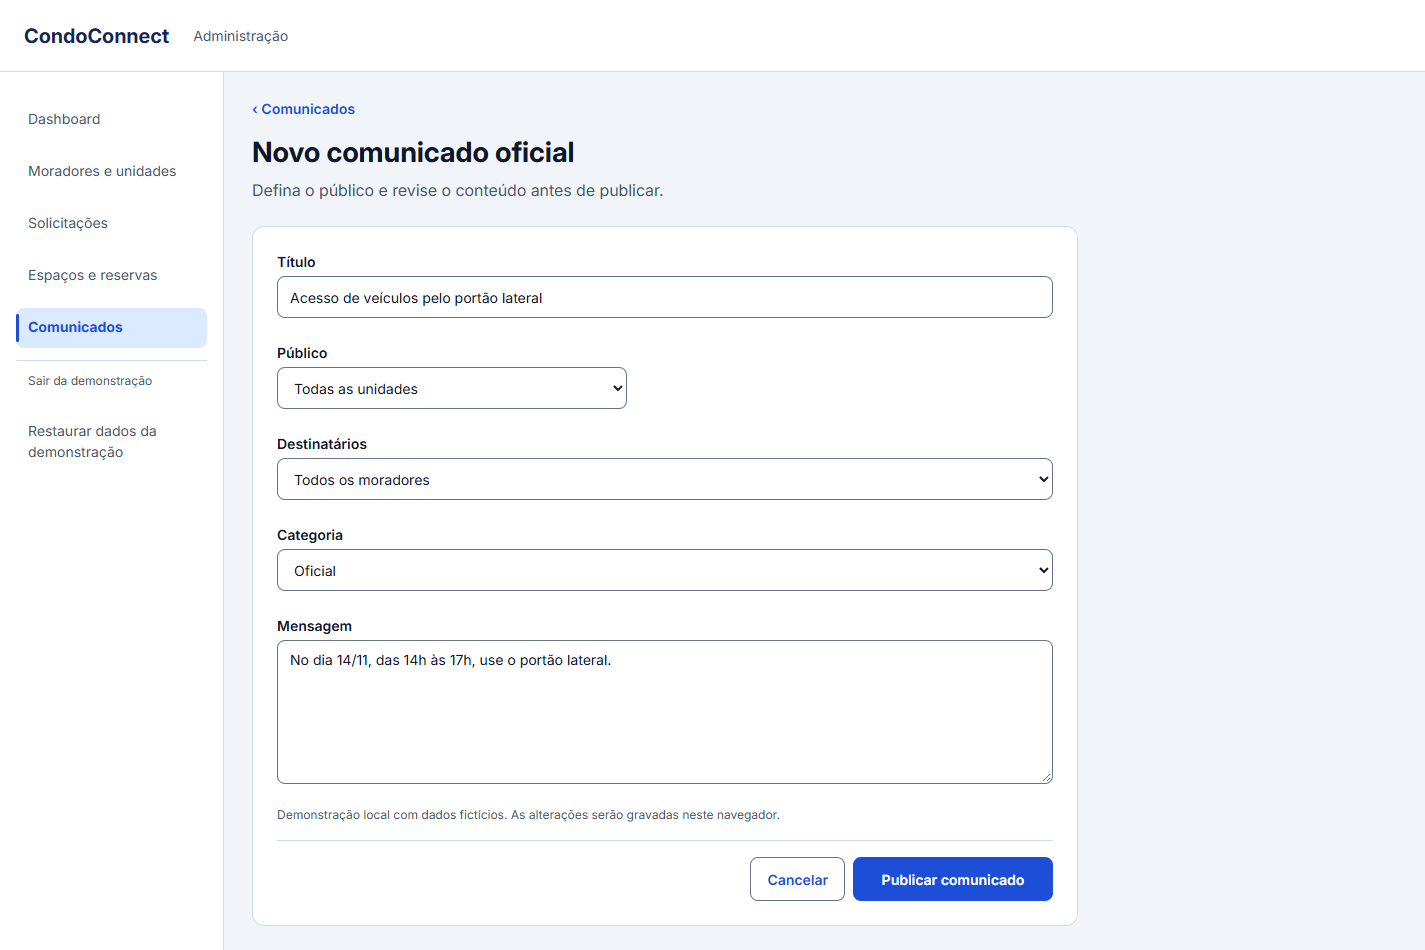 CondoConnect
Administração
Dashboard
Moradores e unidades
Solicitações
Espaços e reservas
Comunicados
Sair da demonstração
Restaurar dados da
demonstração
‹ Comunicados
Novo comunicado oficial
Defina o público e revise o conteúdo antes de publicar.
Título
Acesso de veículos pelo portão lateral
Público
Todas as unidades
Destinatários
Todos os moradores
Categoria
Oficial
Mensagem
No dia 14/11, das 14h às 17h, use o portão lateral.
Demonstração local com dados fictícios. As alterações serão gravadas neste navegador.
Cancelar
Publicar comunicado